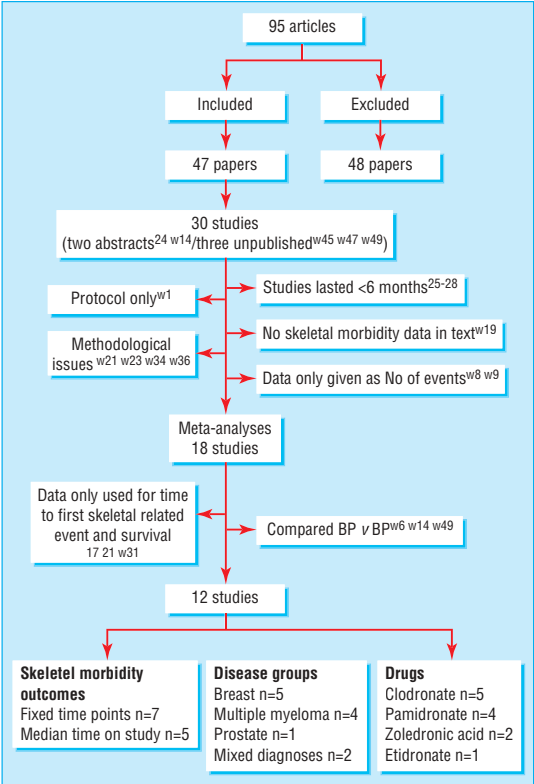 95 articles
Included
Excluded
47 papers
48 papers
30 studies
(two abstracts24 w14/three unpublishedw45 w47 w49)
Studies lasted <6 months25-28
Protocol onlyw1
No skeletal morbidity data in textw19
Methodological
issues w21 w23 w34 w36
Data only given as No of eventsw8 w9
Meta-analyses
18 studies
Data only used for time
to first skeletal related
event and survival
17 21 w31
Compared BP v BPw6 w14 w49
12 studies
Skeletel morbidity
outcomes
Fixed time points n=7
Median time on study n=5
Disease groups
Breast n=5
Multiple myeloma n=4
Prostate n=1
Mixed diagnoses n=2
Drugs
Clodronate n=5
Pamidronate n=4
Zoledronic acid n=2
Etidronate n=1